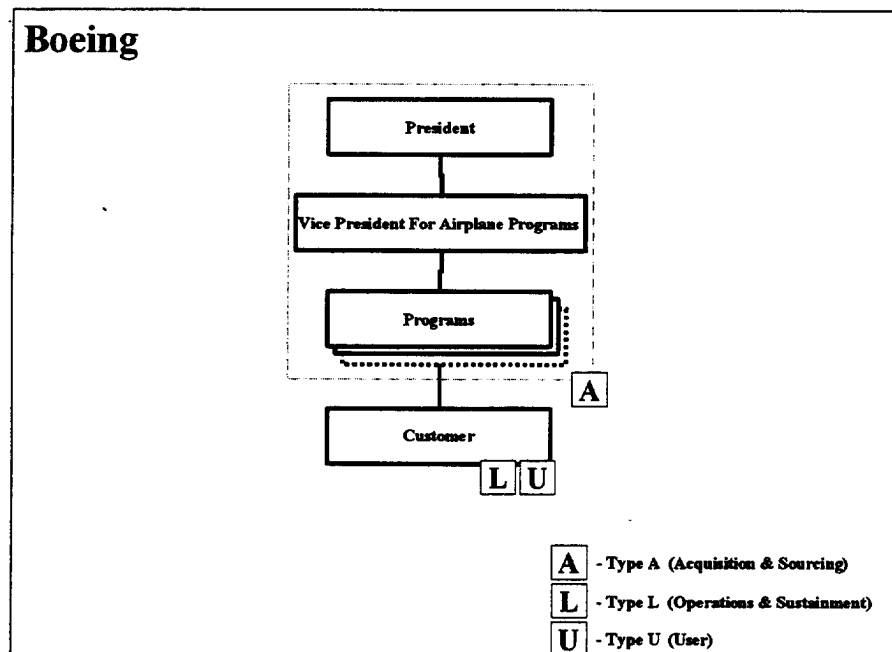 Boeing
President
Vice President For Airplane Programs
Programs
A
Customer
L U
A - Type A (Acquisition & Sourcing)
L - Type L (Operations & Sustainment)
U - Type U (User)